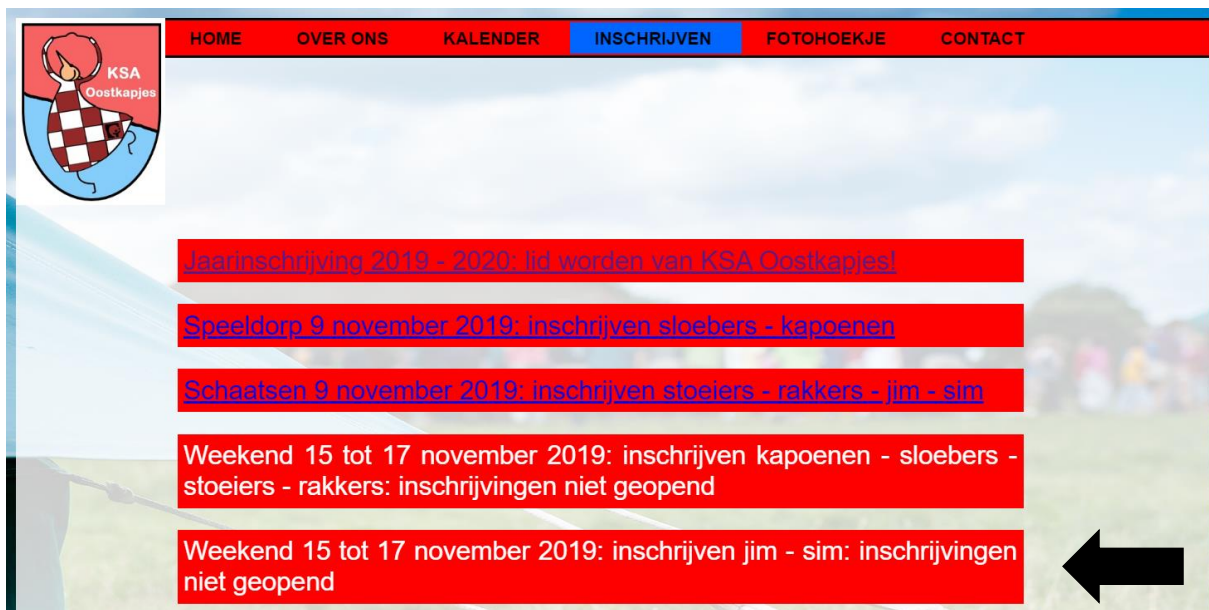 KSA
Oostkapjes
HOME OVER ONS KALENDER INSCHRIJVEN FOTOHOEKJE CONTACT
Jaarinschrijving 2019 - 2020: lid worden van KSA Oostkapjes!
Speeldorp 9 november 2019: inschrijven sloebers - kapoenen
Schaatsen 9 november 2019: inschrijven stoeiers - rakkers - jim - sim
Weekend 15 tot 17 november 2019: inschrijven kapoenen - sloebers -
stoeiers - rakkers: inschrijvingen niet geopend
Weekend 15 tot 17 november 2019: inschrijven jim - sim: inschrijvingen
niet geopend